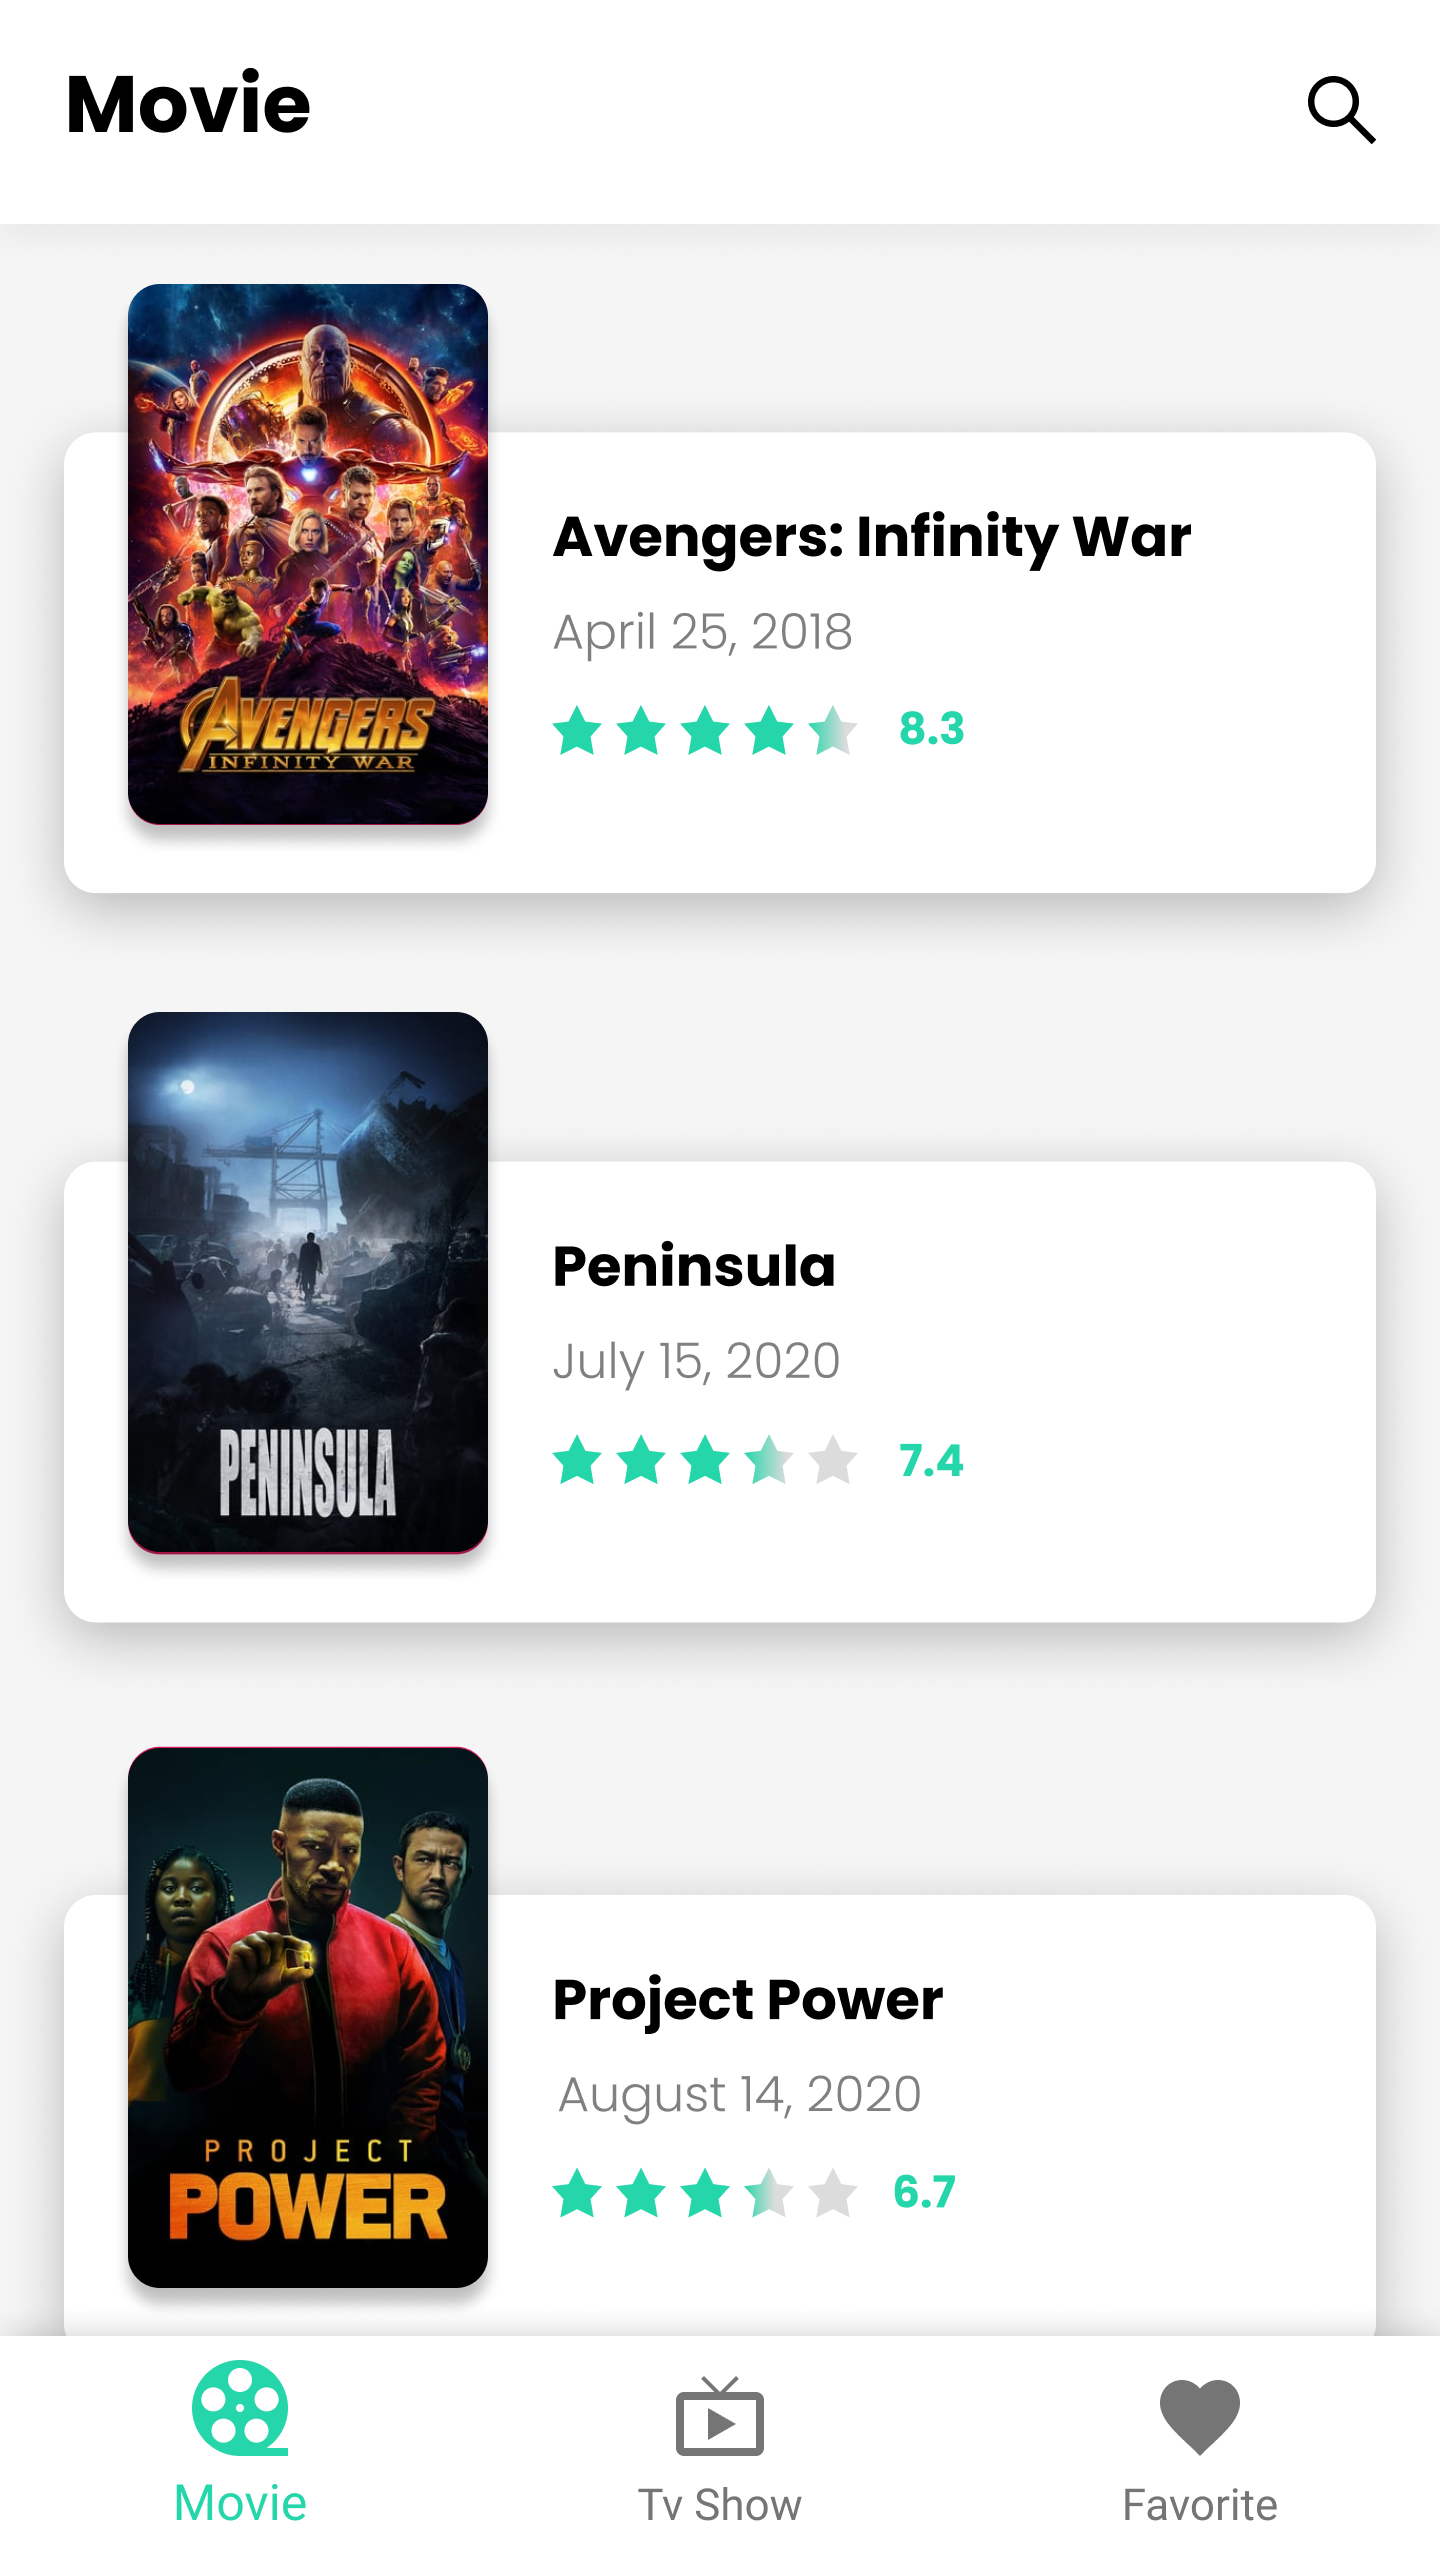 Movie
AVENGERS
INFINITY WAR
Avengers: Infinity War
April 25, 2018
8.3
PENINSULA
Peninsula
July 15, 2020
7.4
PROJECT
POWER
Project Power
August 14, 2020
6.7
Movie
Tv Show
Favorite